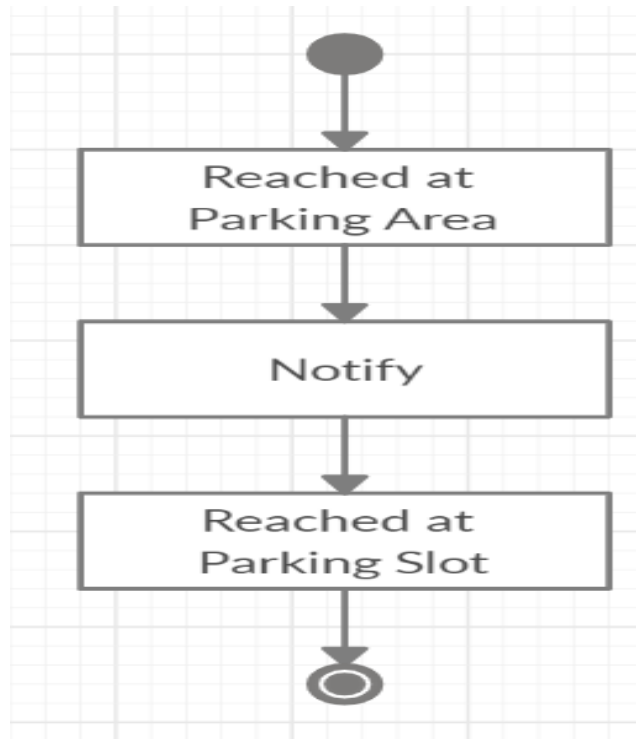 Reached at
Parking Area
Notify
Reached at
Parking Slot